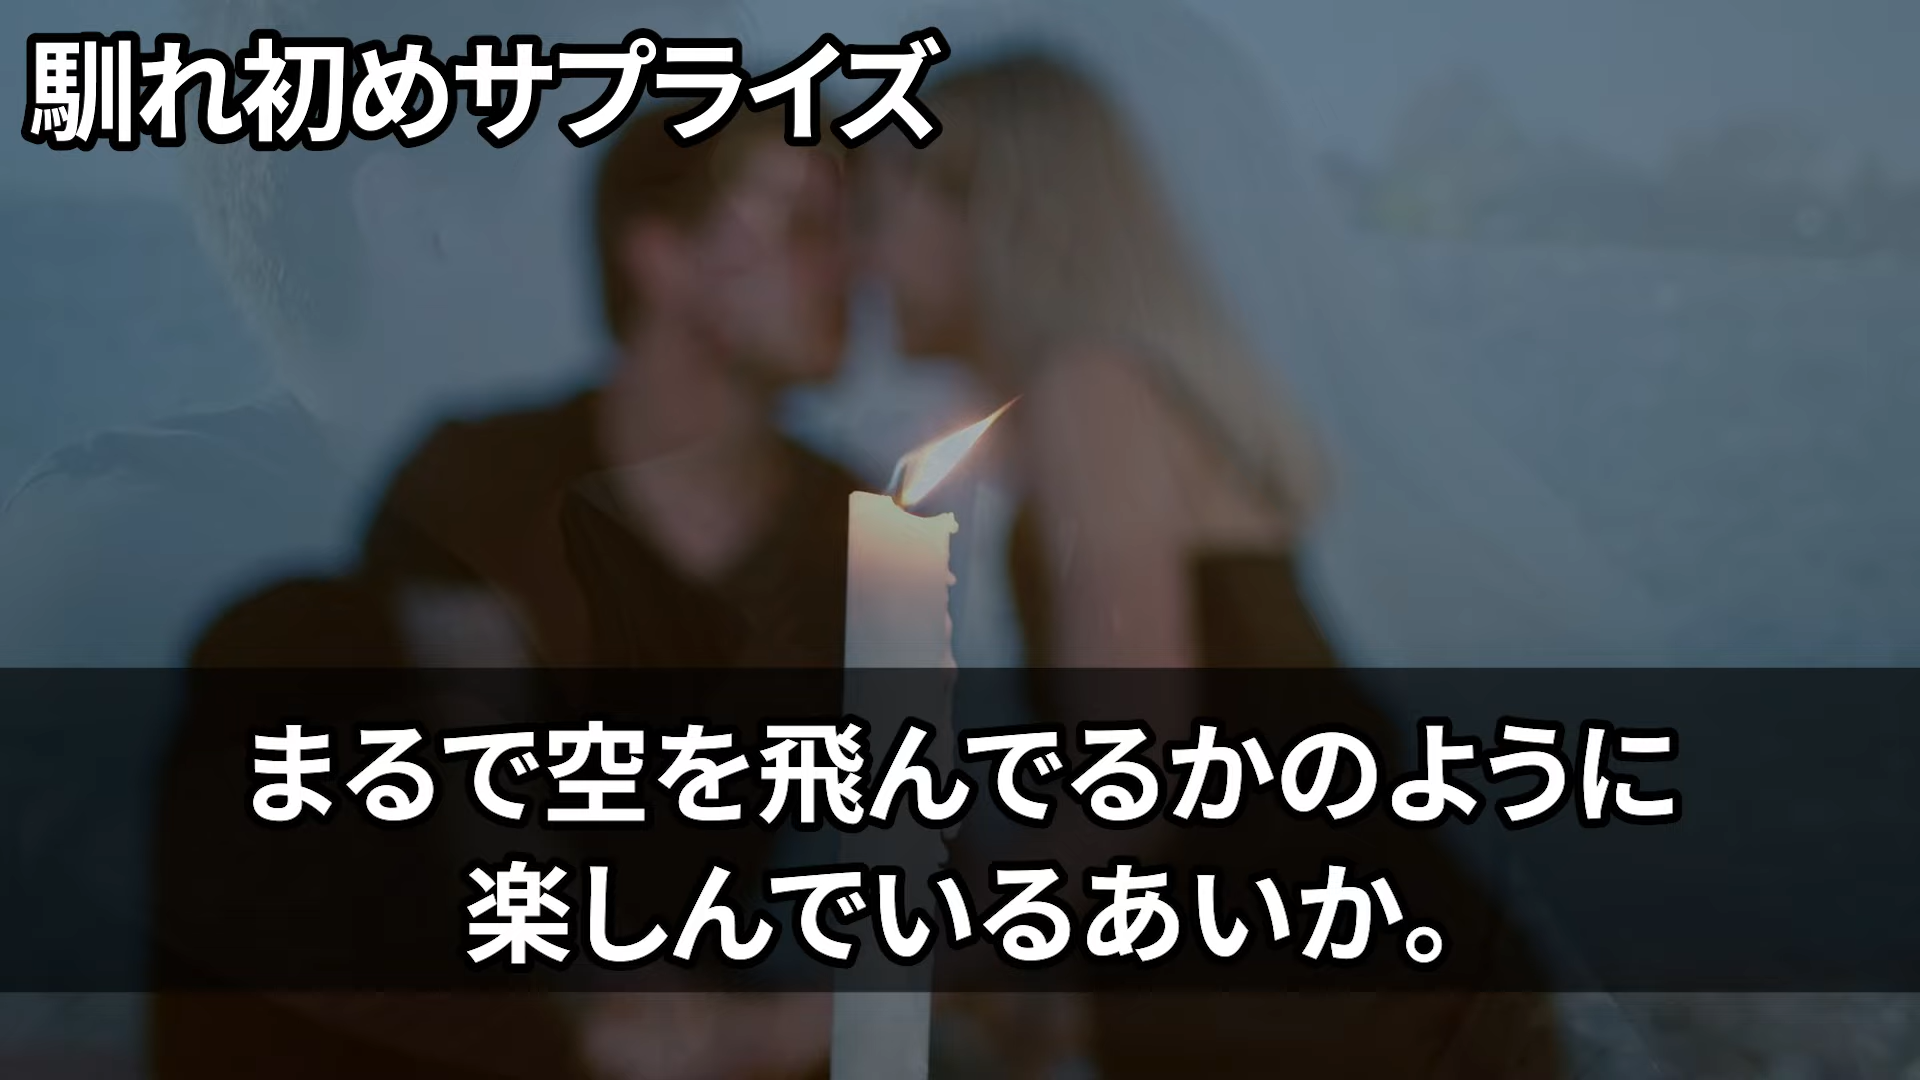 馴れ初めサプライズ
まるで空を飛んでるかのように
楽しんでいるあいか。